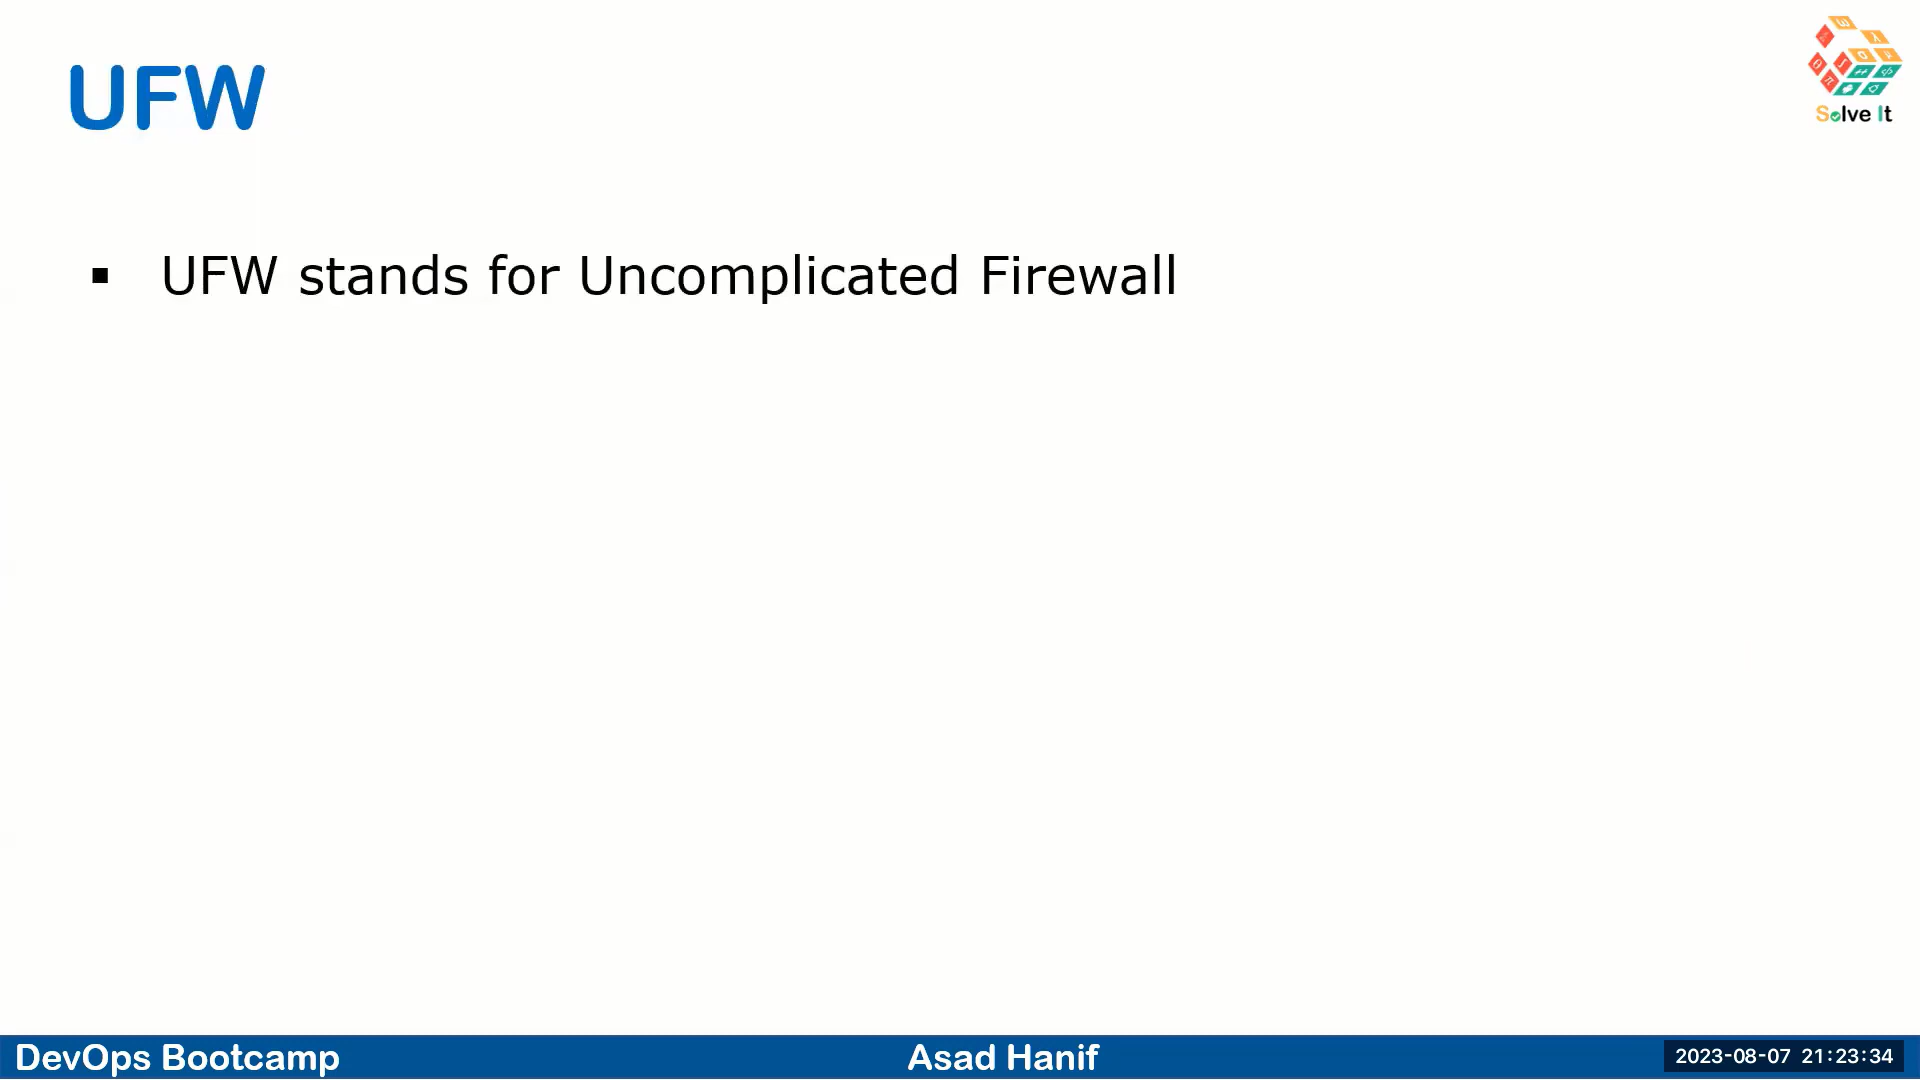 UFW
Solve It
▪ UFW stands for Uncomplicated Firewall
DevOps Bootcamp
Asad Hanif
2023-08-07 21:23:34